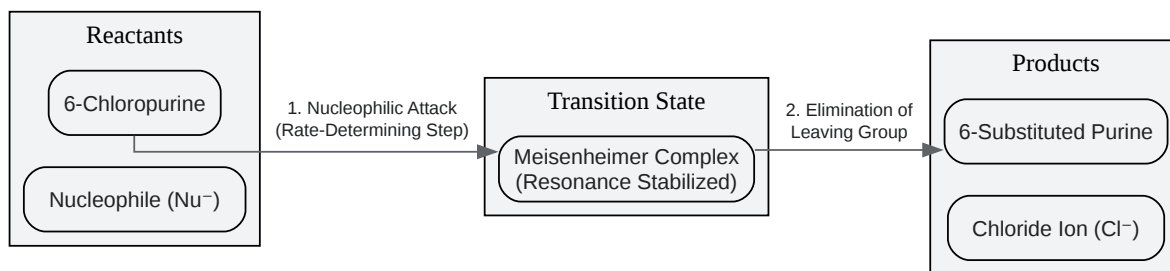 Reactants
6-Chloropurine
Nucleophile (Nu⁻)
1. Nucleophilic Attack
(Rate-Determining Step)
Transition State
Meisenheimer Complex
(Resonance Stabilized)
2. Elimination of
Leaving Group
Products
6-Substituted Purine
Chloride Ion (Cl⁻)